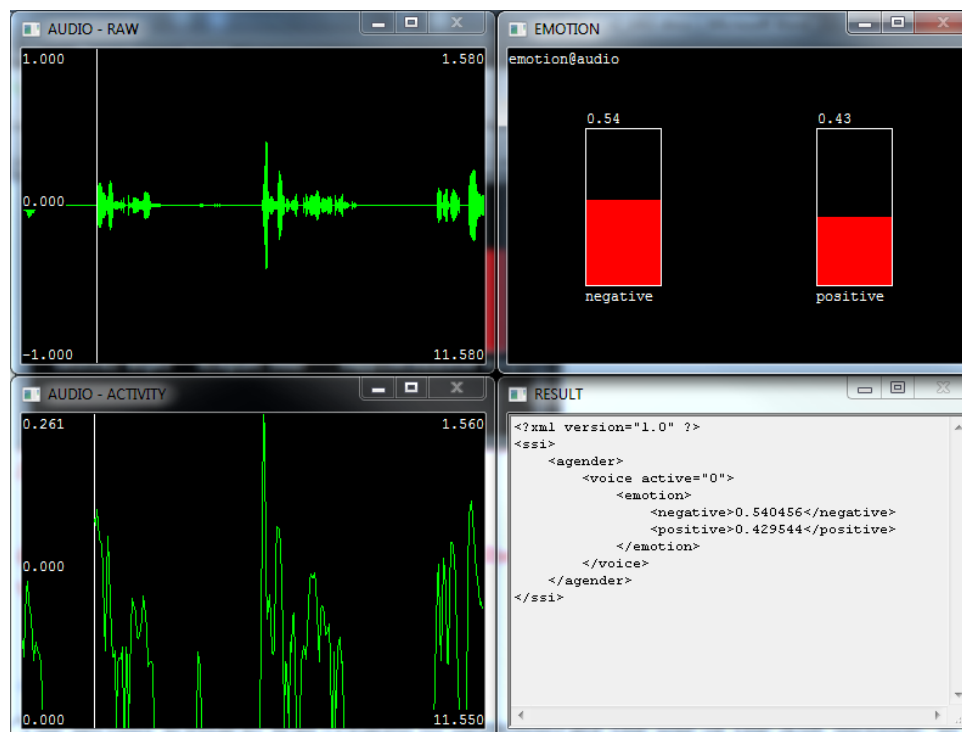 AUDIO - RAW
1.000
1.580
0.000
-1.000
11.580
EMOTION
emotion@audio
0.54
0.43
negative
positive
AUDIO - ACTIVITY
0.261
1.560
0.000
0.000
11.550
RESULT
<?xml version="1.0" ?>
<ssi>
    <agender>
        <voice active="0">
            <emotion>
                <negative>0.540456</negative>
                <positive>0.429544</positive>
            </emotion>
        </voice>
    </agender>
</ssi>